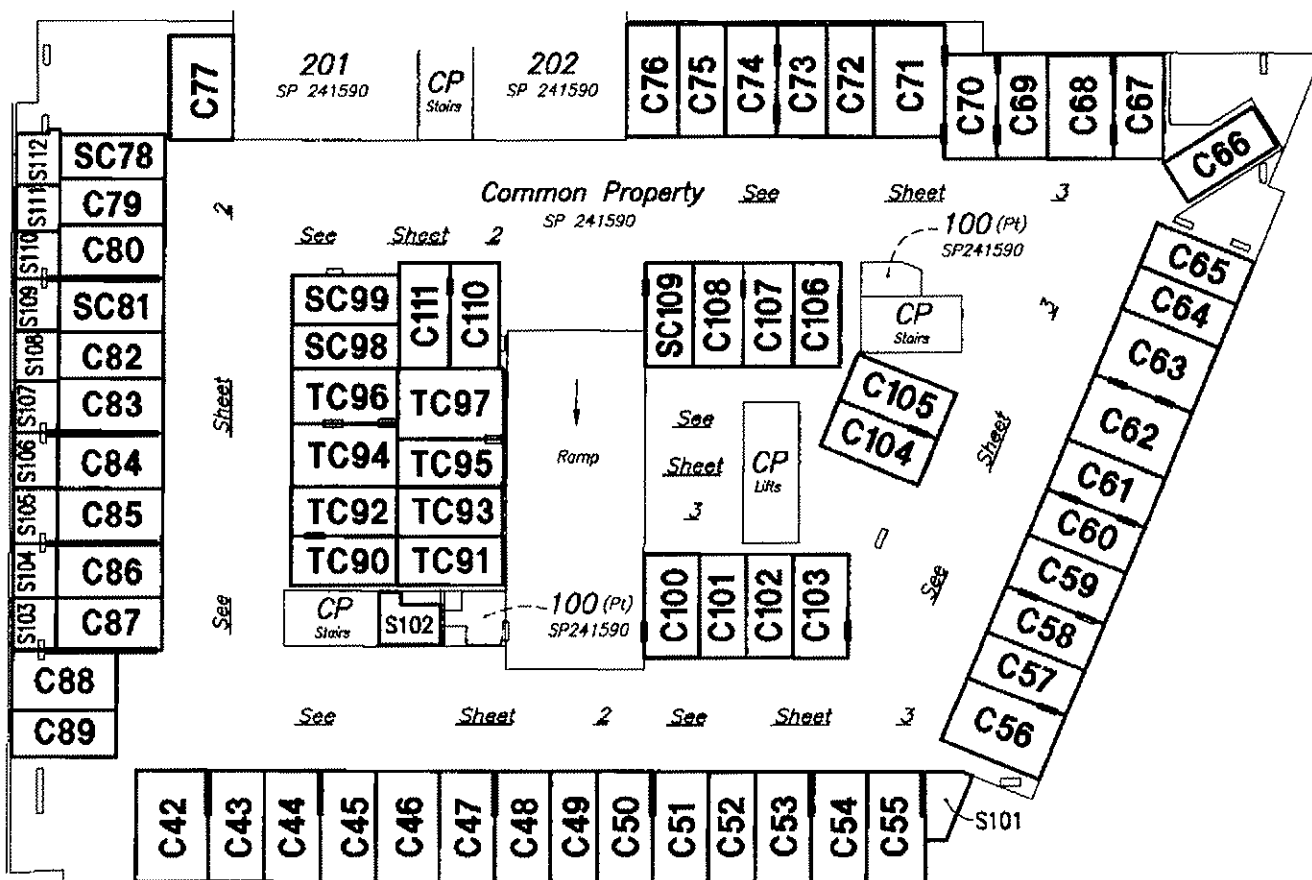 C77
201
SP 241590
CP
Stairs
202
SP 241590
C76
C75
C74
C73
C72
C71
C70
C69
C68
C67
C66
S112
SC78
S111
C79
S110
C80
S109
SC81
S108
C82
S107
C83
S106
C84
S105
C85
S104
C86
S103
C87
C88
C89
2
Sheet
See
Common Property
SP 241590
See Sheet 3
See Sheet 2
SC99
SC98
C111
C110
TC96
TC97
TC94
TC95
TC92
TC93
TC90
TC91
CP
Stairs
S102
100 (Pt)
SP241590
Ramp
SC109
C108
C107
C106
100 (Pt)
SP241590
CP
Stairs
C105
C104
See
Sheet
3
CP
Lifts
C100
C101
C102
C103
3
Sheet
See
C65
C64
C63
C62
C61
C60
C59
C58
C57
C56
See Sheet 2 See Sheet 3
C42
C43
C44
C45
C46
C47
C48
C49
C50
C51
C52
C53
C54
C55
S101